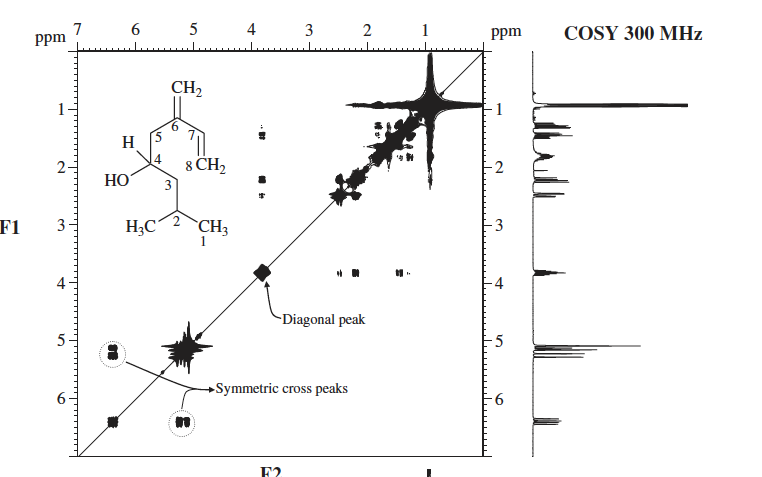 7 6 5 4 3 2 1
ppm
ppm
COSY 300 MHz
CH₂
6
5
7
H
4
8 CH₂
HO
3
H₃C
2
CH₃
1
F1
1
2
3
4
5
6
1
2
3
4
5
6
Diagonal peak
Symmetric cross peaks
F2